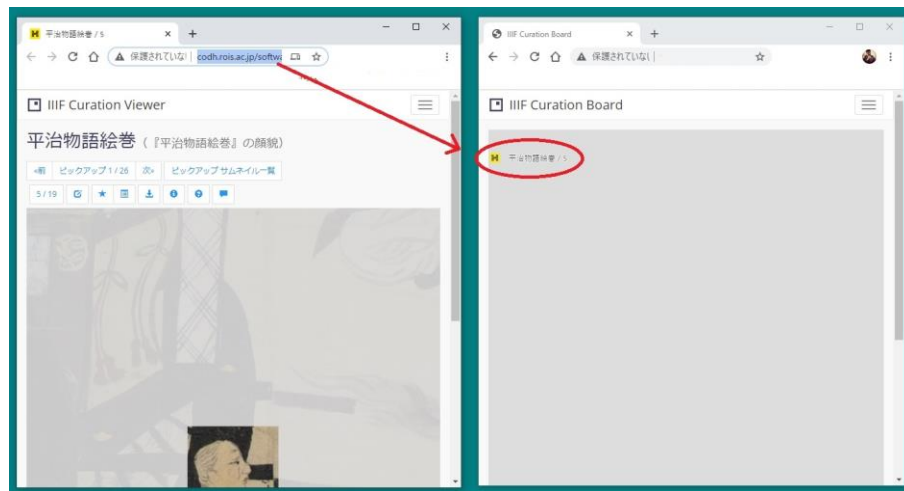 平治物語絵巻 / 5
保護されていない
codh.rois.ac.jp/softwa
IIIF Curation Viewer
平治物語絵巻（『平治物語絵巻』の顔貌）
«前 ピックアップ 1 / 26 次» ピックアップ サムネイル一覧
5 / 19
IIIF Curation Board
保護されていない
IIIF Curation Board
平治物語絵巻 / 5